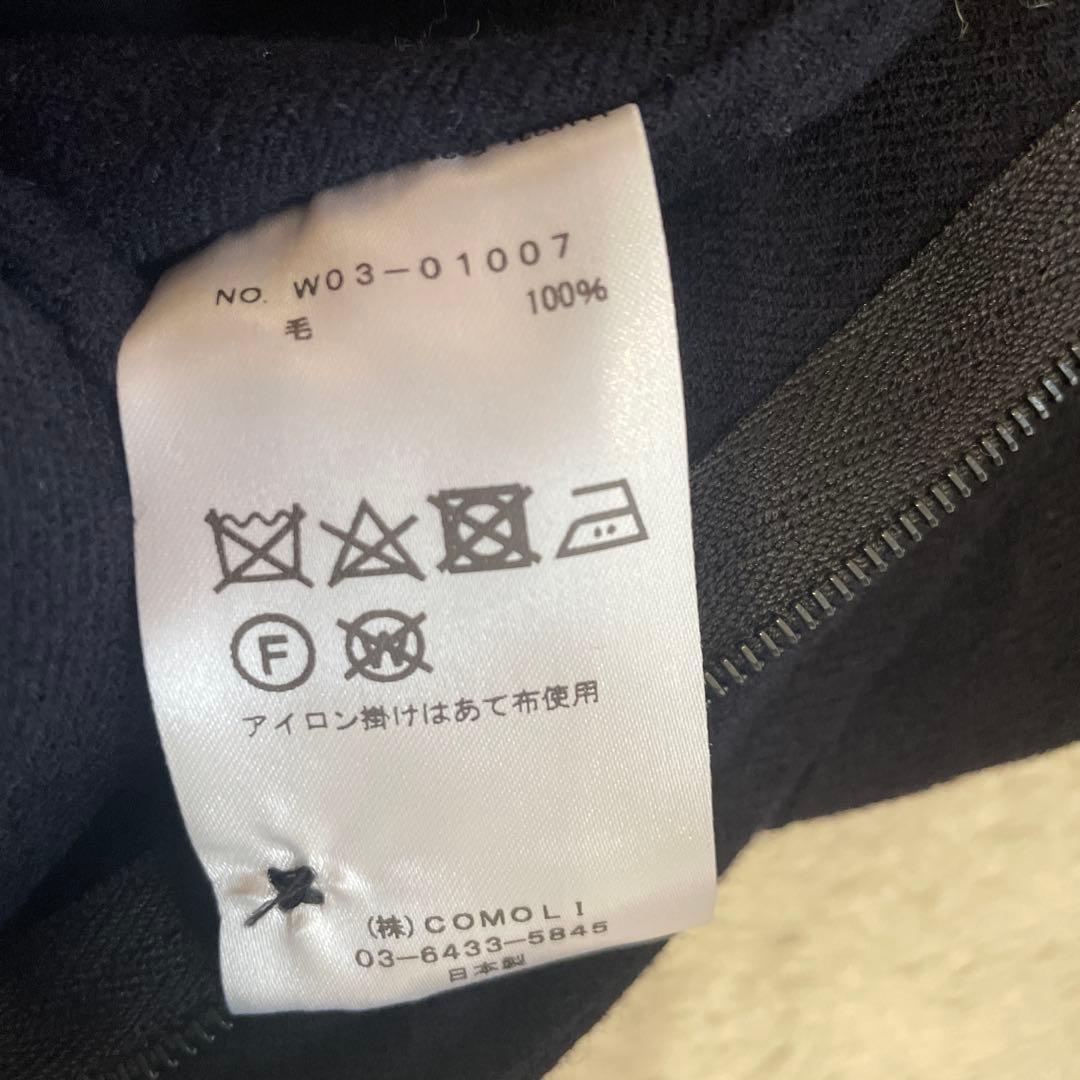 NO. W03-01007
毛 100%
F W
アイロン掛けはあて布使用
(株)COMOLI
03-6433-5845
日本製